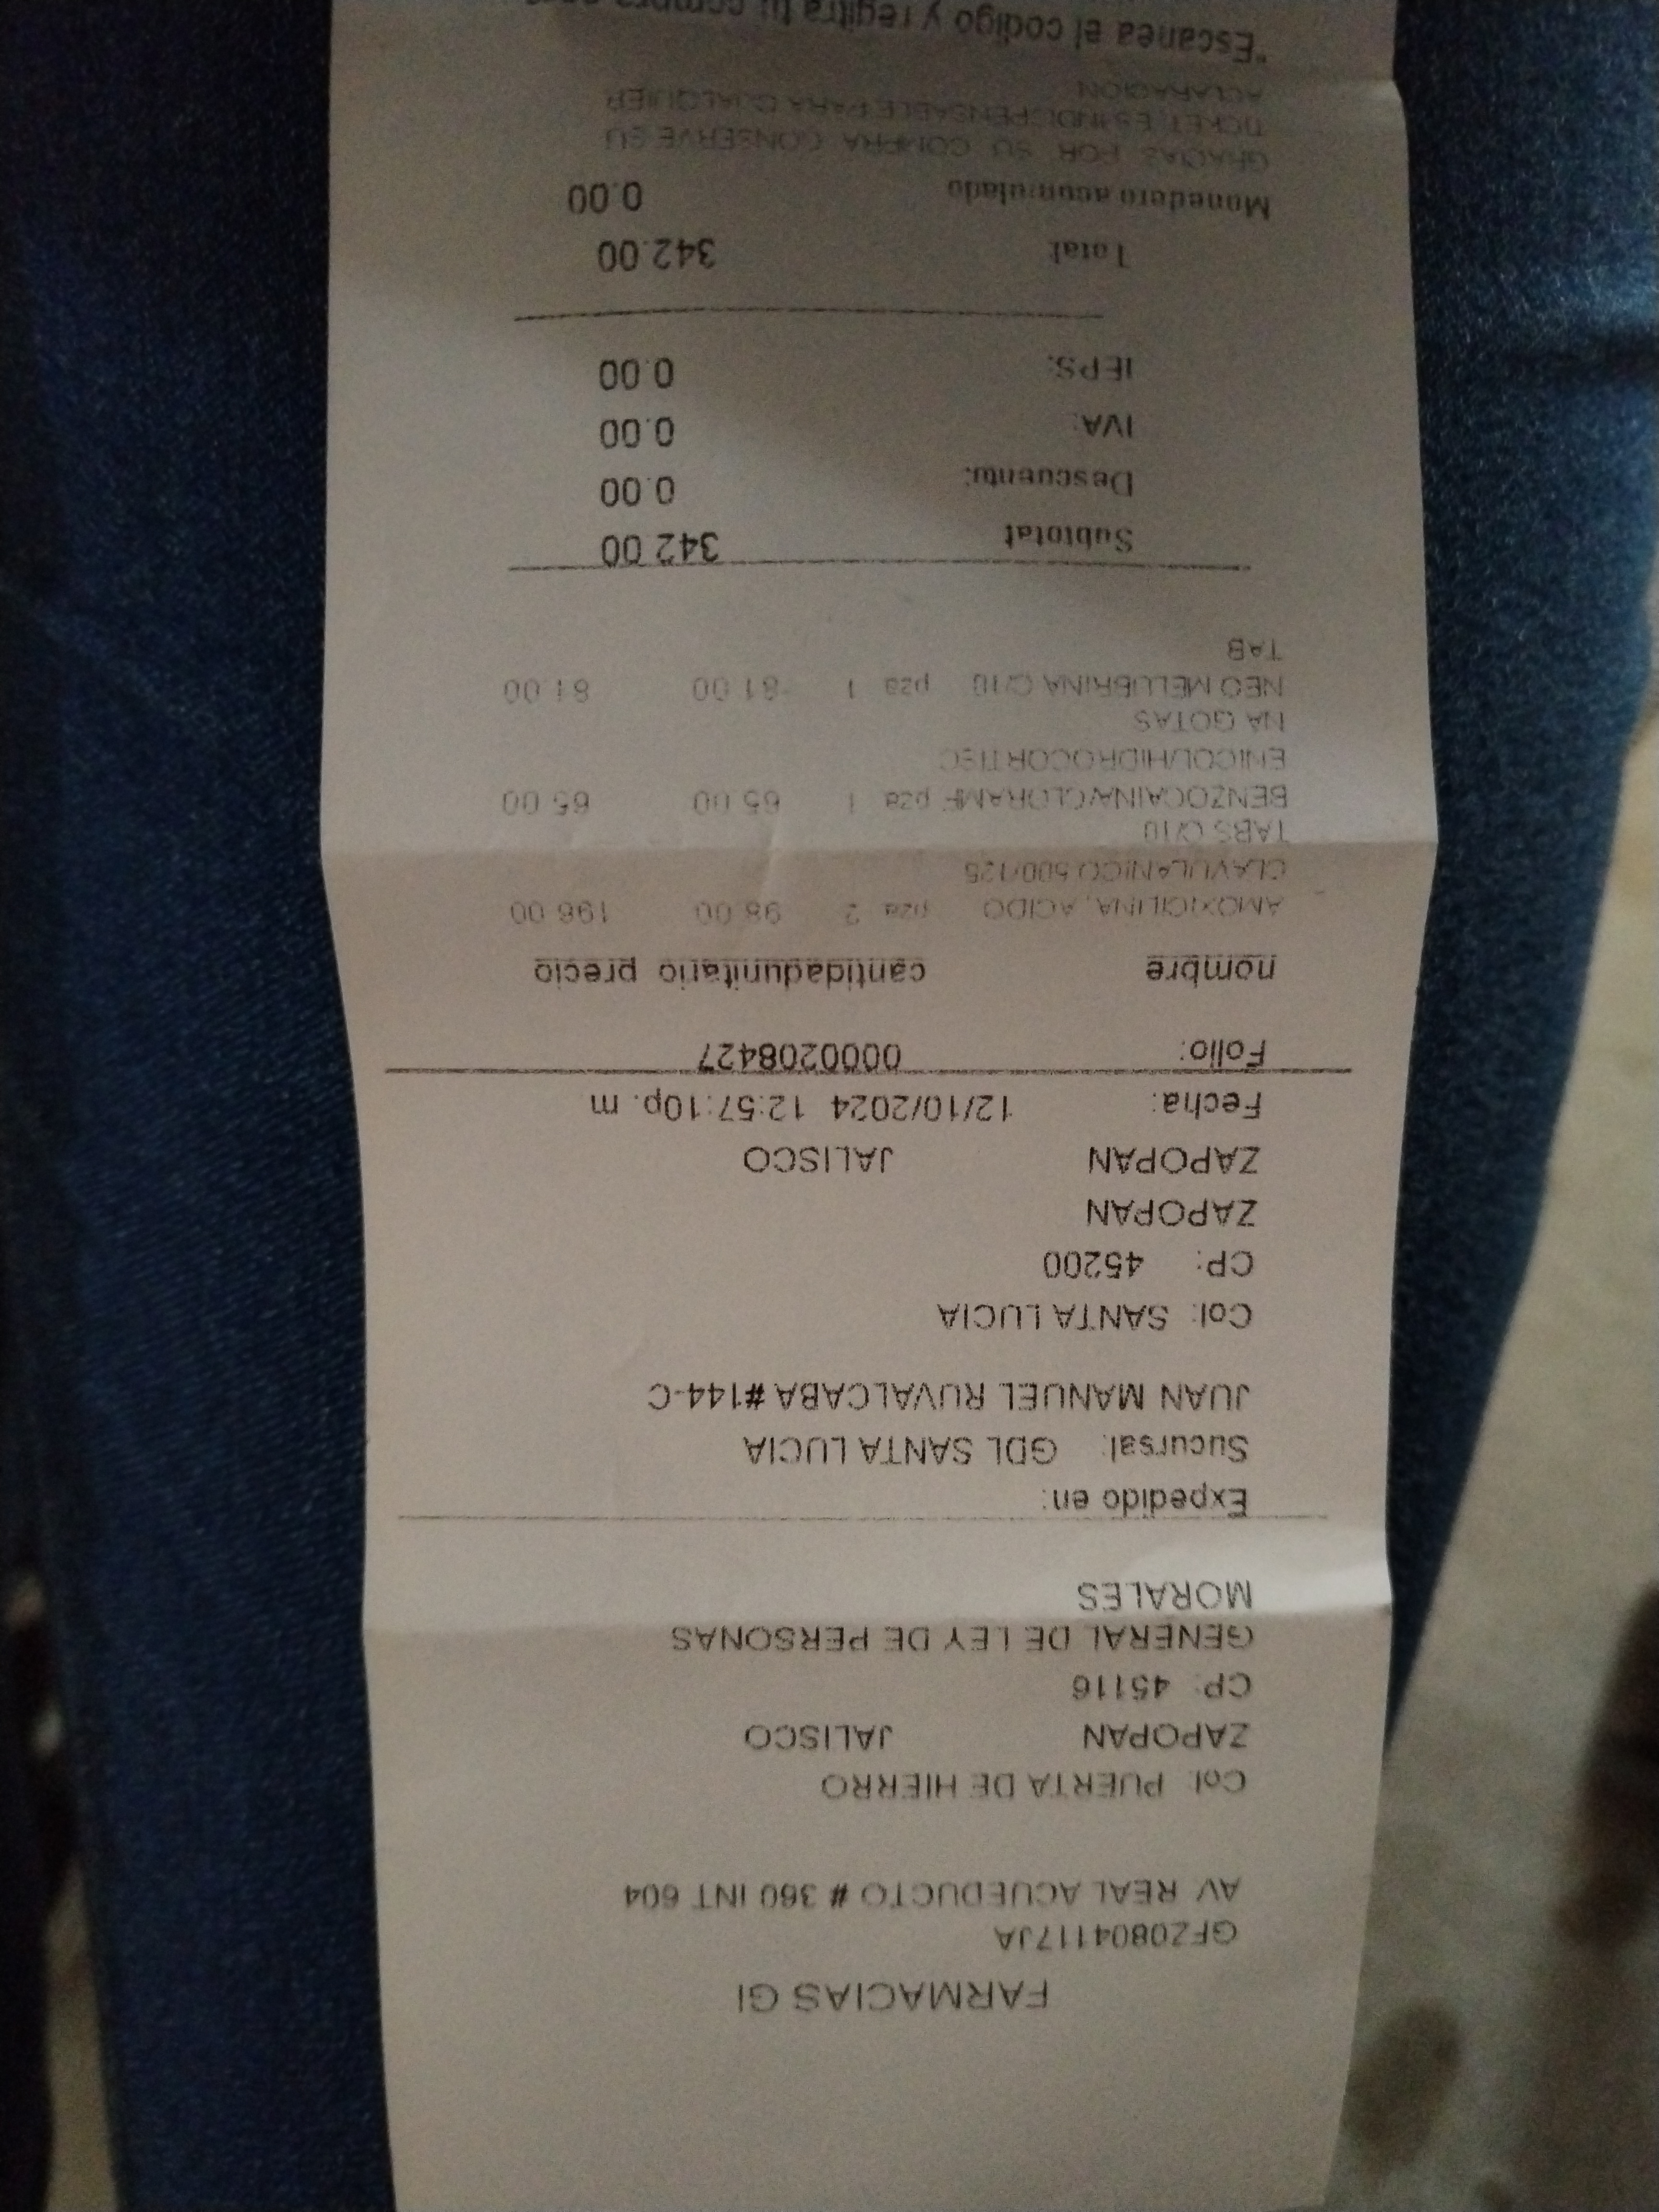 FARMACIAS GI
GFZ0804117JA
AV REAL ACUEDUCTO # 360 INT 604
Col. PUERTA DE HIERRO
ZAPOPAN JALISCO
CP: 45116
GENERAL DE LEY DE PERSONAS
MORALES
Expedido en:
Sucursal: GDL SANTA LUCIA
JUAN MANUEL RUVALCABA #144-C
Col: SANTA LUCIA
CP: 45200
ZAPOPAN
ZAPOPAN JALISCO
Fecha: 12/10/2024 12:57:10p. m
Folio: 0000208427
nombre cantidadunitario precio
AMOXICILINA, ACIDO pza 2 98.00 196.00
CLAVULANICO 500/125
TABS C/10
BENZOCAINA/CLORAMF pza 1 65.00 65.00
ENICOL/HIDROCORTISO
NA GOTAS
NEO MELUBRINA C/10 pza 1 81.00 81.00
TAB
Subtotal 342.00
Descuento: 0.00
IVA: 0.00
IEPS: 0.00
Total: 342.00
Monedero acumulado 0.00
GRACIAS POR SU COMPRA CONSERVE SU
TICKET, ES INDISPENSABLE PARA CUALQUIER
ACLARACION
"Escanea el codigo y regitra tu compra